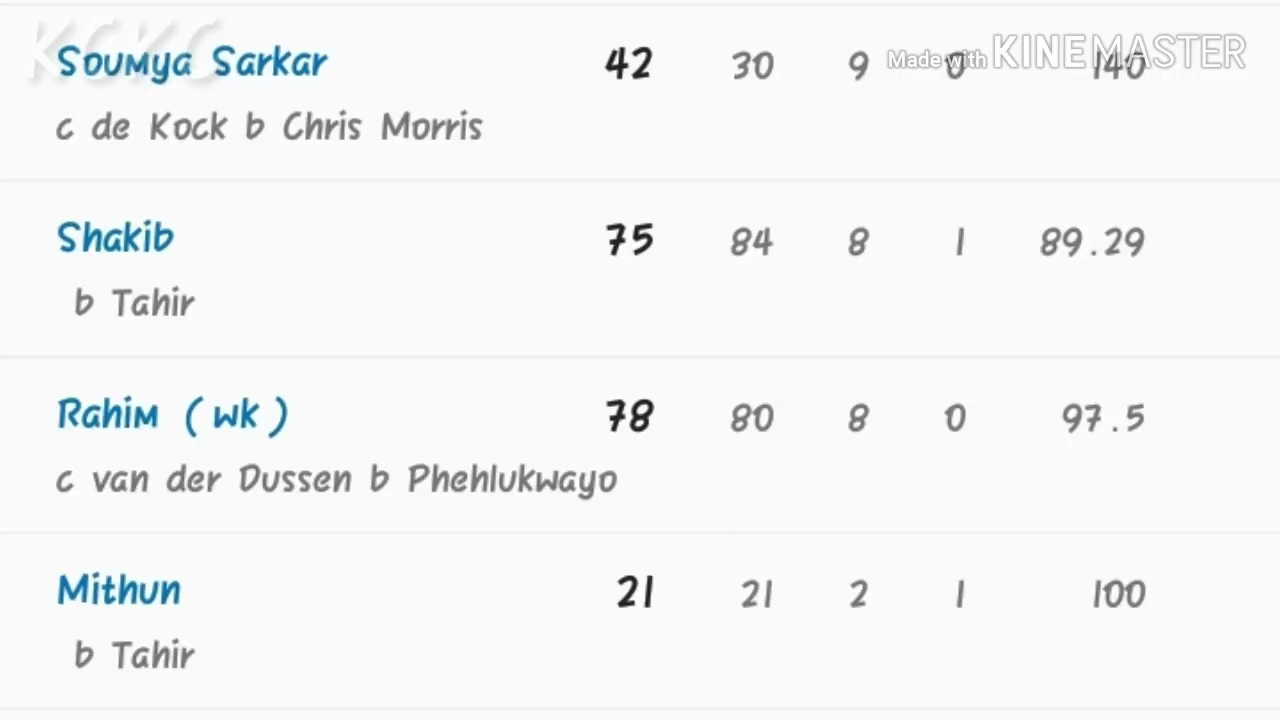 KCKC
Made with KINEMASTER
Soumya Sarkar 42 30 9 0 140
c de Kock b Chris Morris
Shakib 75 84 8 1 89.29
b Tahir
Rahim (wk) 78 80 8 0 97.5
c van der Dussen b Phehlukwayo
Mithun 21 21 2 1 100
b Tahir